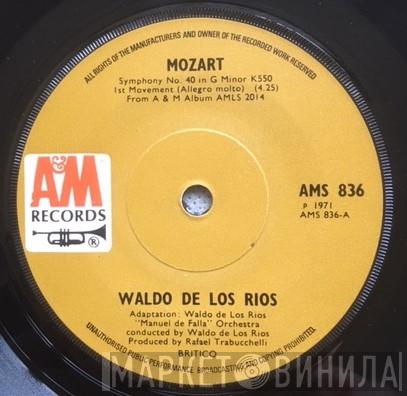 ALL RIGHTS OF THE MANUFACTURERS AND OWNER OF THE RECORDED WORK RESERVED
MOZART
Symphony No. 40 in G Minor K550
1st Movement (Allegro molto) (4.25)
From A & M Album AMLS 2014
A&M
RECORDS
®
AMS 836
P 1971
AMS 836-A
WALDO DE LOS RIOS
Adaptation: Waldo de Los Rios
"Manuel de Falla" Orchestra
conducted by Waldo de Los Rios
Produced by Rafael Trabucchelli
BRITICO
UNAUTHORISED PUBLIC PERFORMANCE BROADCASTING AND COPYING PROHIBITED.
МАРКЕТ ВИНИЛА